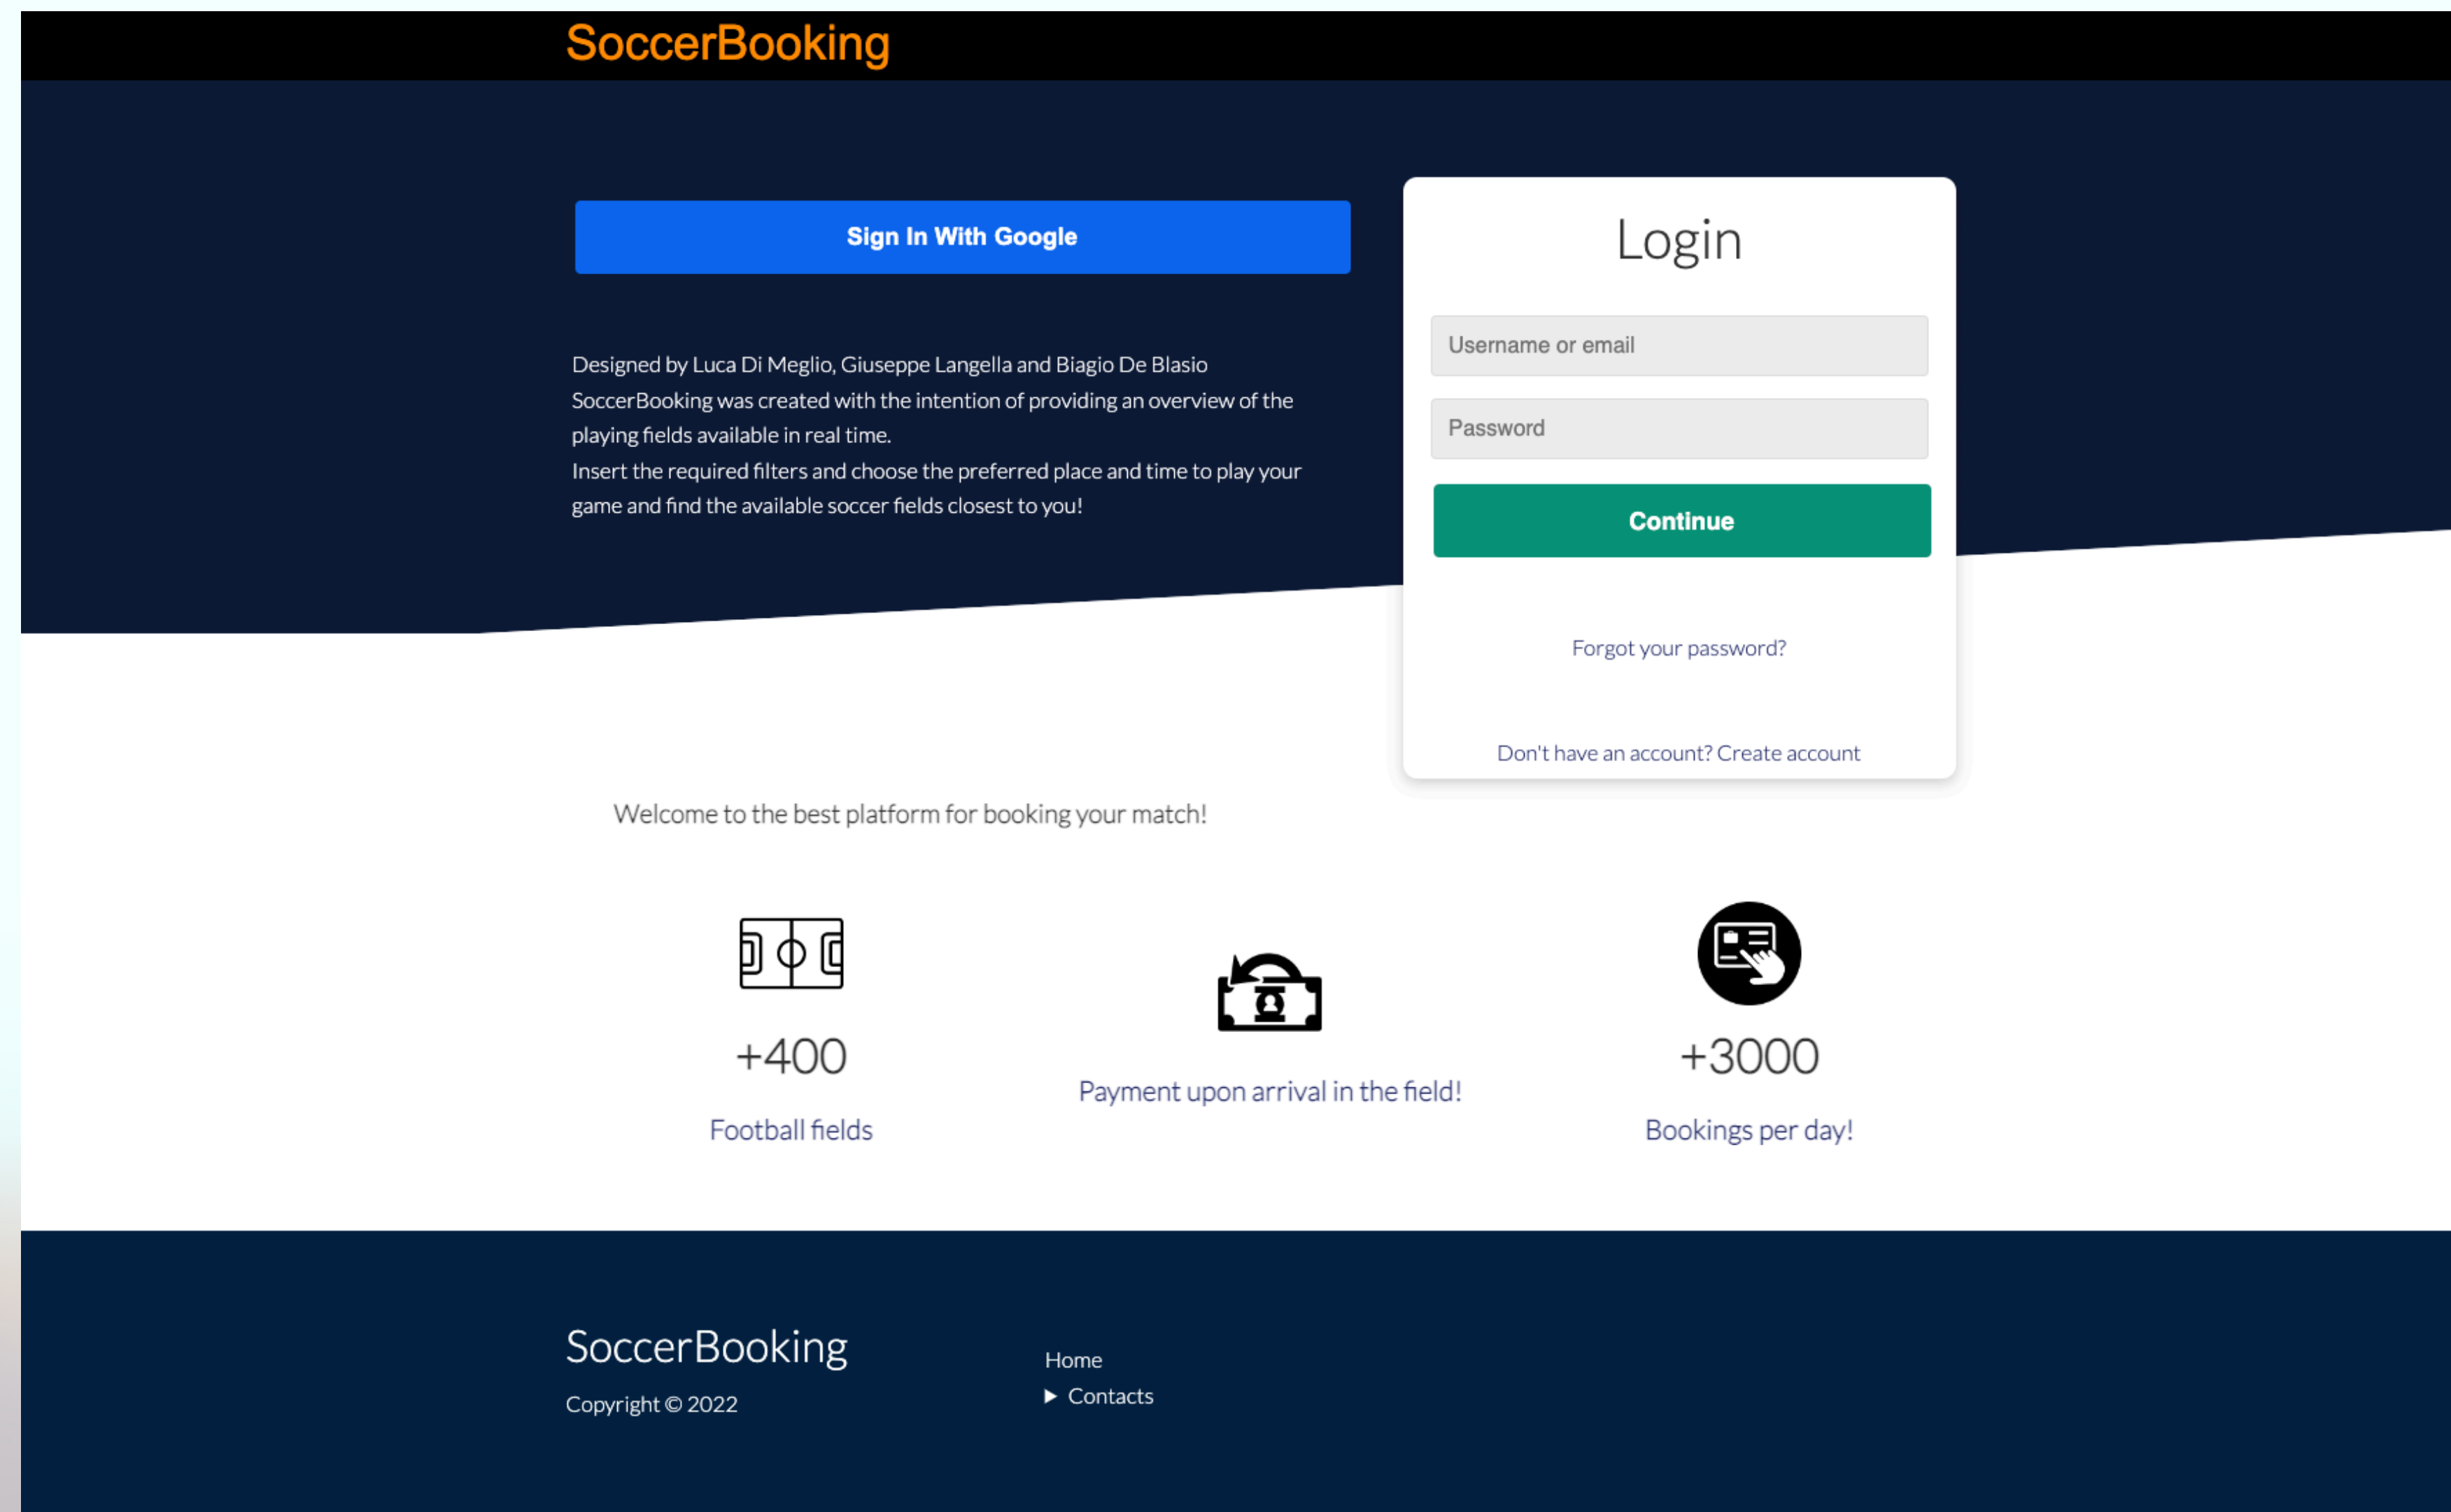 SoccerBooking
Sign In With Google
Designed by Luca Di Meglio, Giuseppe Langella and Biagio De Blasio
SoccerBooking was created with the intention of providing an overview of the
playing fields available in real time.
Insert the required filters and choose the preferred place and time to play your
game and find the available soccer fields closest to you!
Login
Username or email
Password
Continue
Forgot your password?
Don't have an account? Create account
Welcome to the best platform for booking your match!
+400
Football fields
Payment upon arrival in the field!
+3000
Bookings per day!
SoccerBooking
Copyright © 2022
Home
Contacts